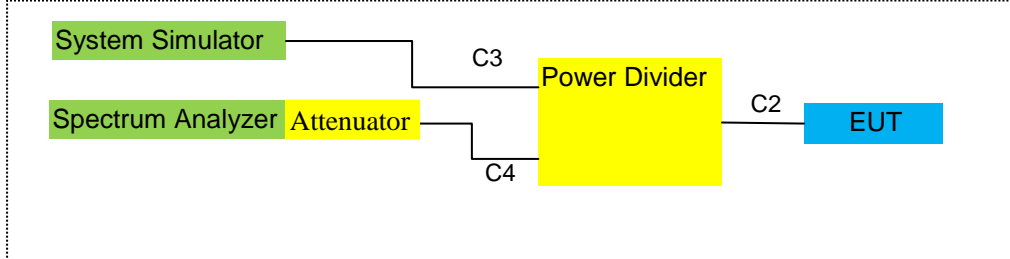 System Simulator
C3
Power Divider
C2
Spectrum Analyzer Attenuator
EUT
C4